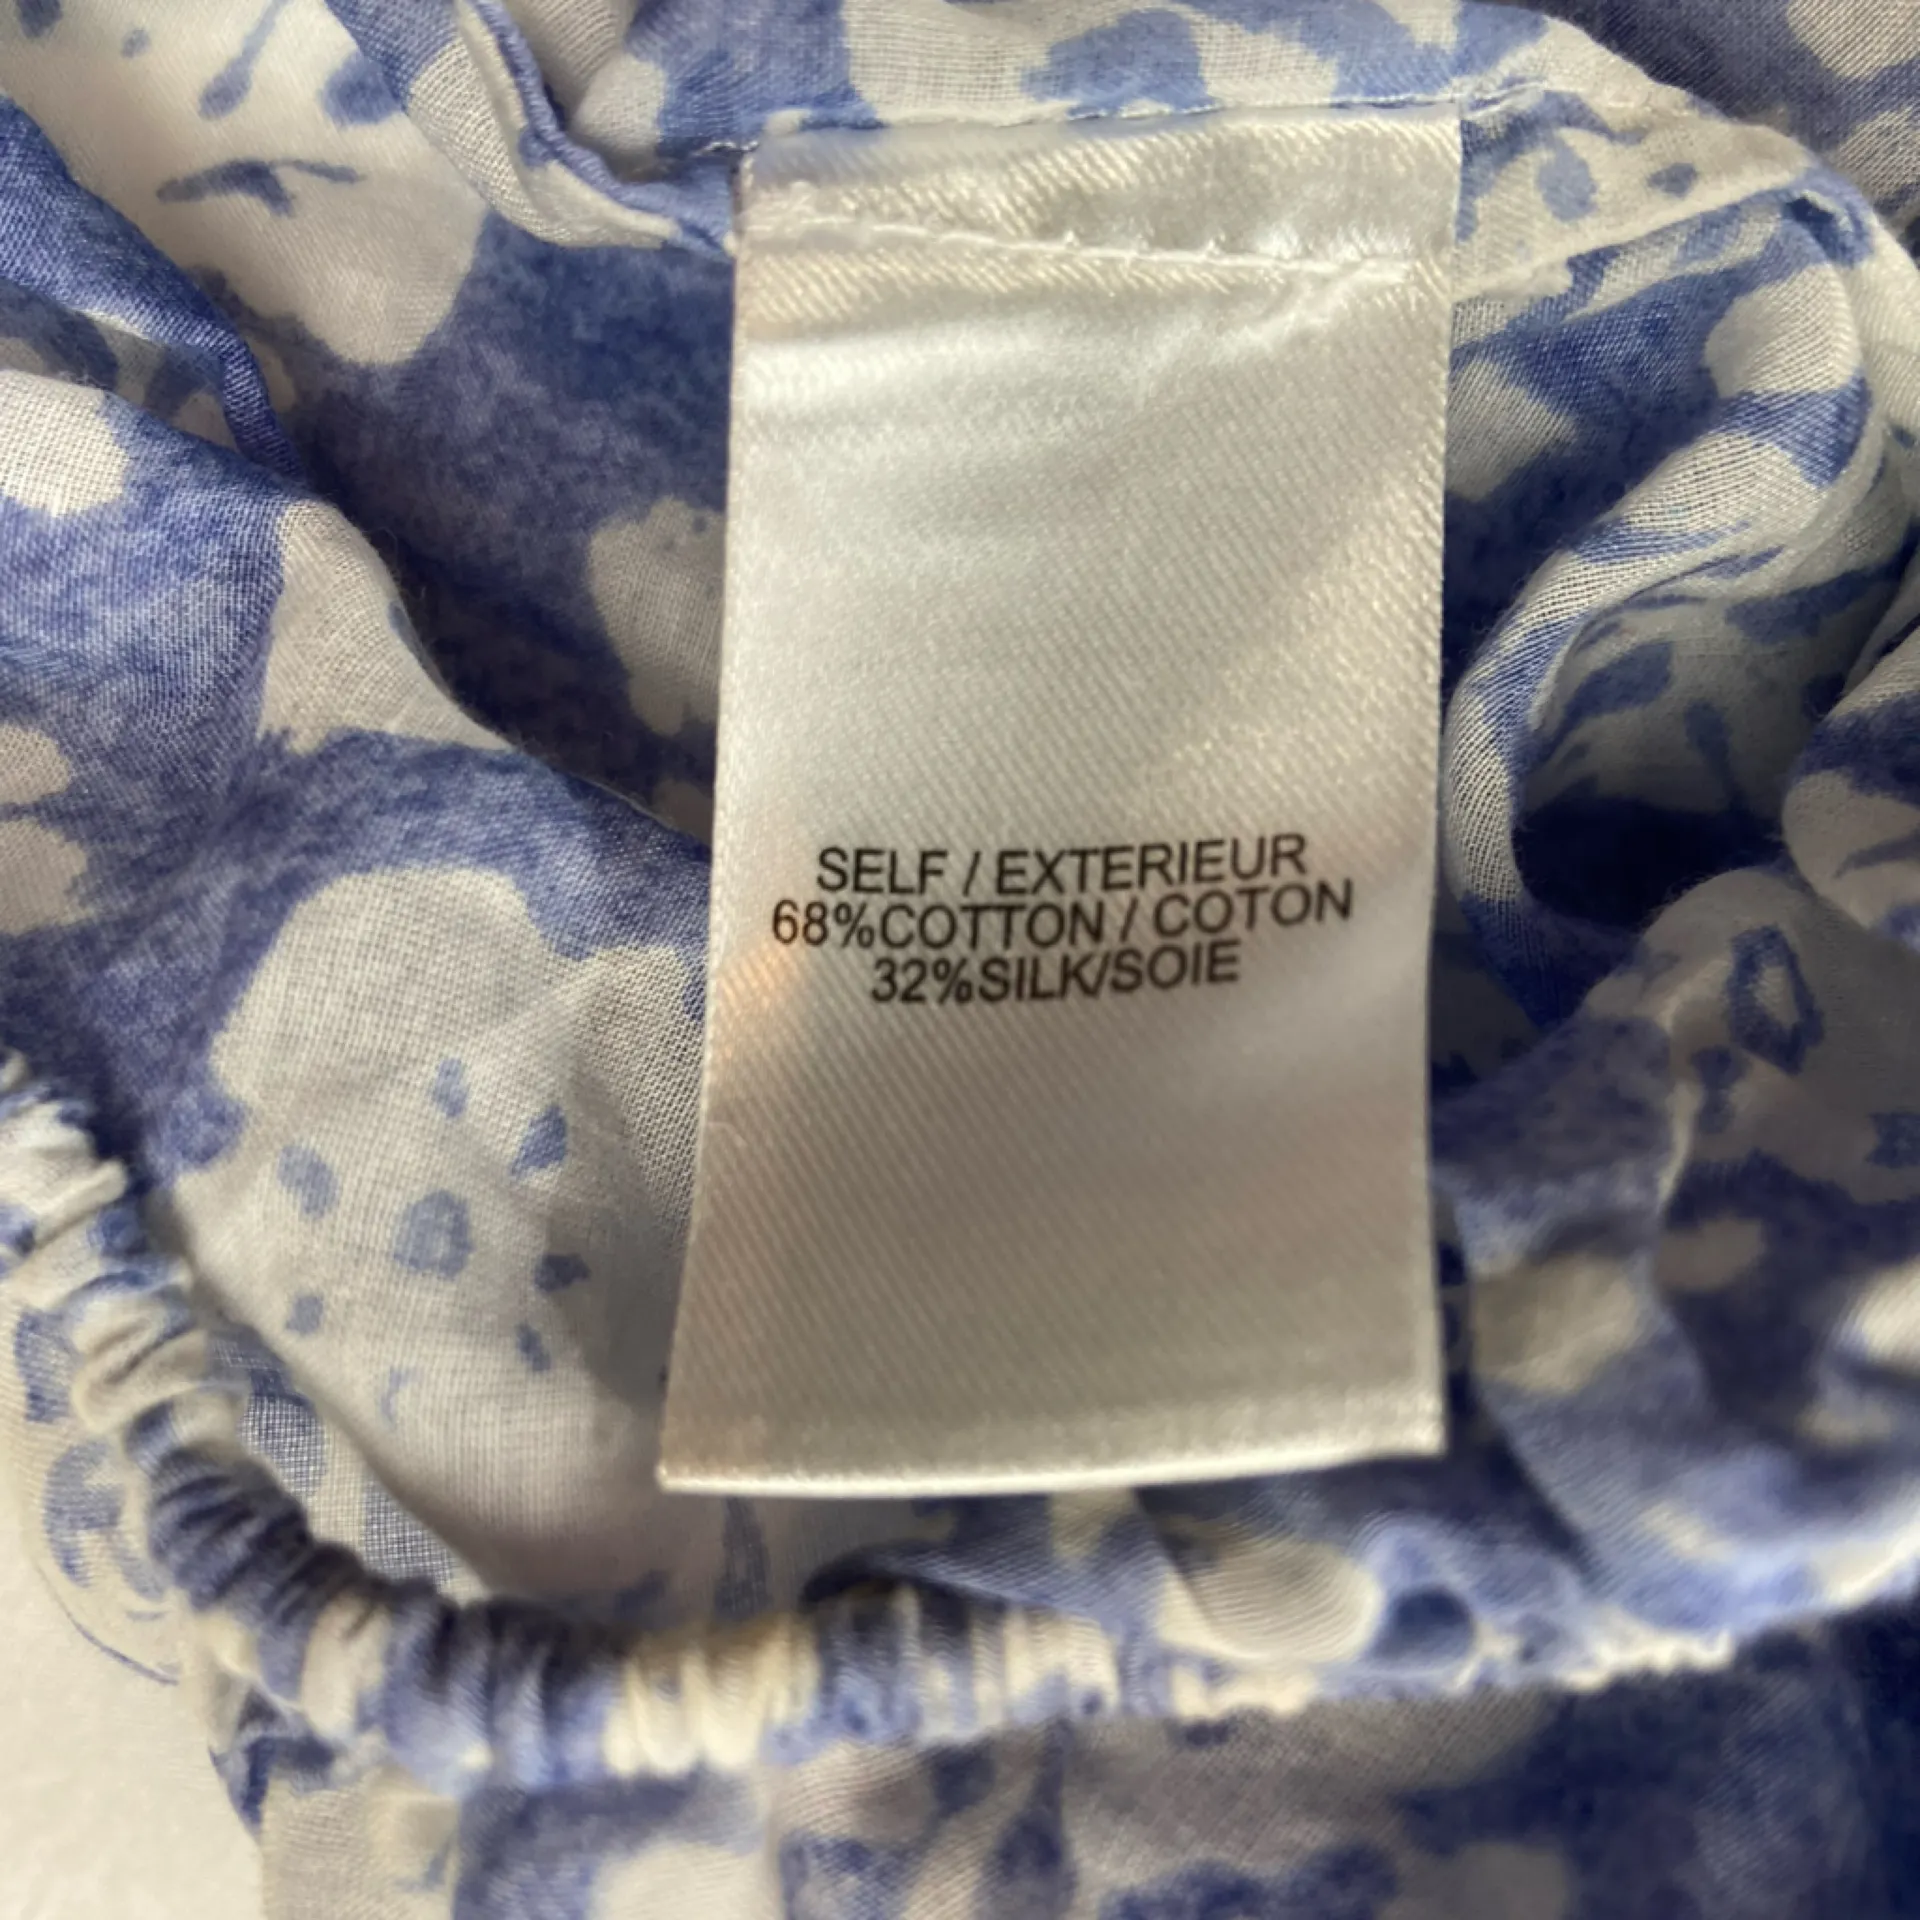 SELF / EXTERIEUR
68%COTTON / COTON
32%SILK/SOIE